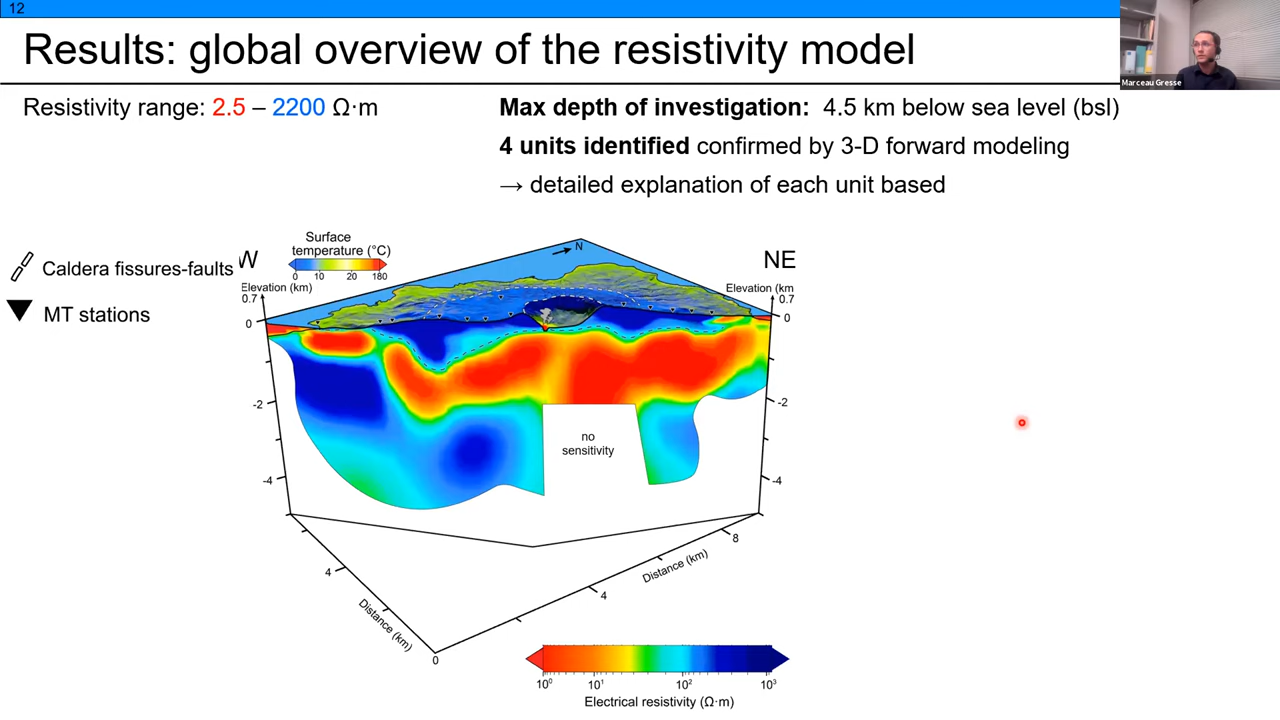 12
Results: global overview of the resistivity model
Marceau Gresse
Resistivity range: 2.5 – 2200 Ω·m
Max depth of investigation: 4.5 km below sea level (bsl)
4 units identified confirmed by 3-D forward modeling
→ detailed explanation of each unit based
Caldera fissures-faults
MT stations
W
NE
Surface
temperature (°C)
0 10 20 180
N
Elevation (km)
0.7
0
-2
-4
Elevation (km
0.7
0
-2
-4
no
sensitivity
4
Distance (km)
0
4
8
Distance (km)
10⁰ 10¹ 10² 10³
Electrical resistivity (Ω·m)